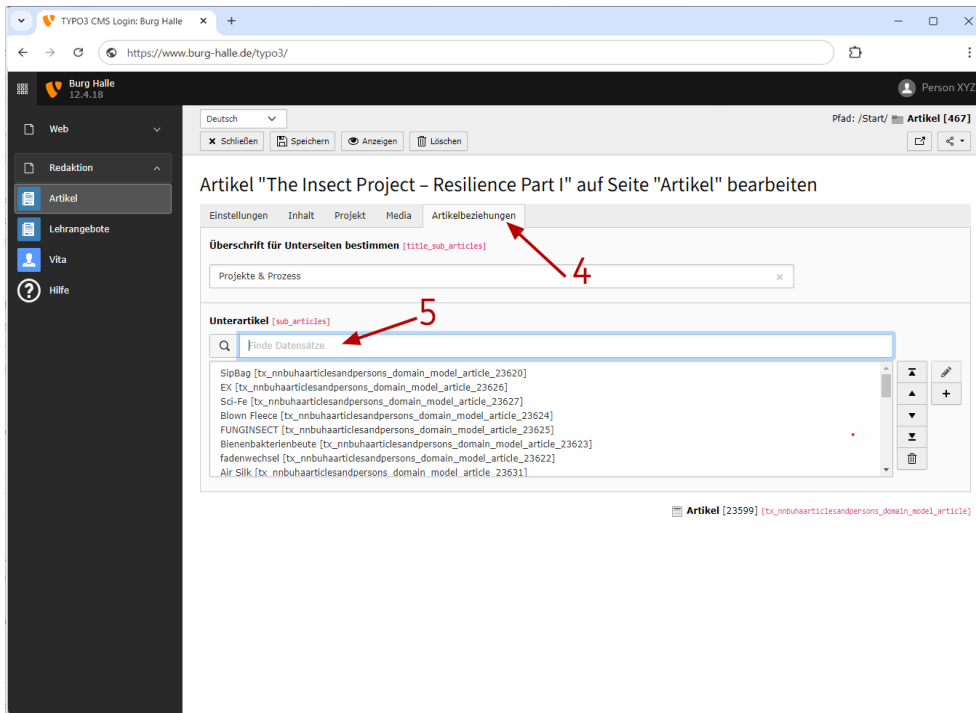 TYPO3 CMS Login: Burg Halle
https://www.burg-halle.de/typo3/
Burg Halle
12.4.18
Person XYZ
Web
Redaktion
Artikel
Lehrangebote
Vita
Hilfe
Deutsch
Pfad: /Start/ Artikel [467]
Schließen Speichern Anzeigen Löschen
Artikel "The Insect Project – Resilience Part I" auf Seite "Artikel" bearbeiten
Einstellungen Inhalt Projekt Media Artikelbeziehungen
Überschrift für Unterseiten bestimmen [title_sub_articles]
4
Projekte & Prozess
5
Unterartikel [sub_articles]
Finde Datensätze
SipBag [tx_nnbuhaarticlesandpersons_domain_model_article_23620]
EX [tx_nnbuhaarticlesandpersons_domain_model_article_23626]
Sci-Fe [tx_nnbuhaarticlesandpersons_domain_model_article_23627]
Blown Fleece [tx_nnbuhaarticlesandpersons_domain_model_article_23624]
FUNGINSECT [tx_nnbuhaarticlesandpersons_domain_model_article_23625]
Bienenbakterienbeute [tx_nnbuhaarticlesandpersons_domain_model_article_23623]
fadenwechsel [tx_nnbuhaarticlesandpersons_domain_model_article_23622]
Air Silk [tx_nnbuhaarticlesandpersons_domain_model_article_23631]
Artikel [23599] [tx_nnbuhaarticlesandpersons_domain_model_article]